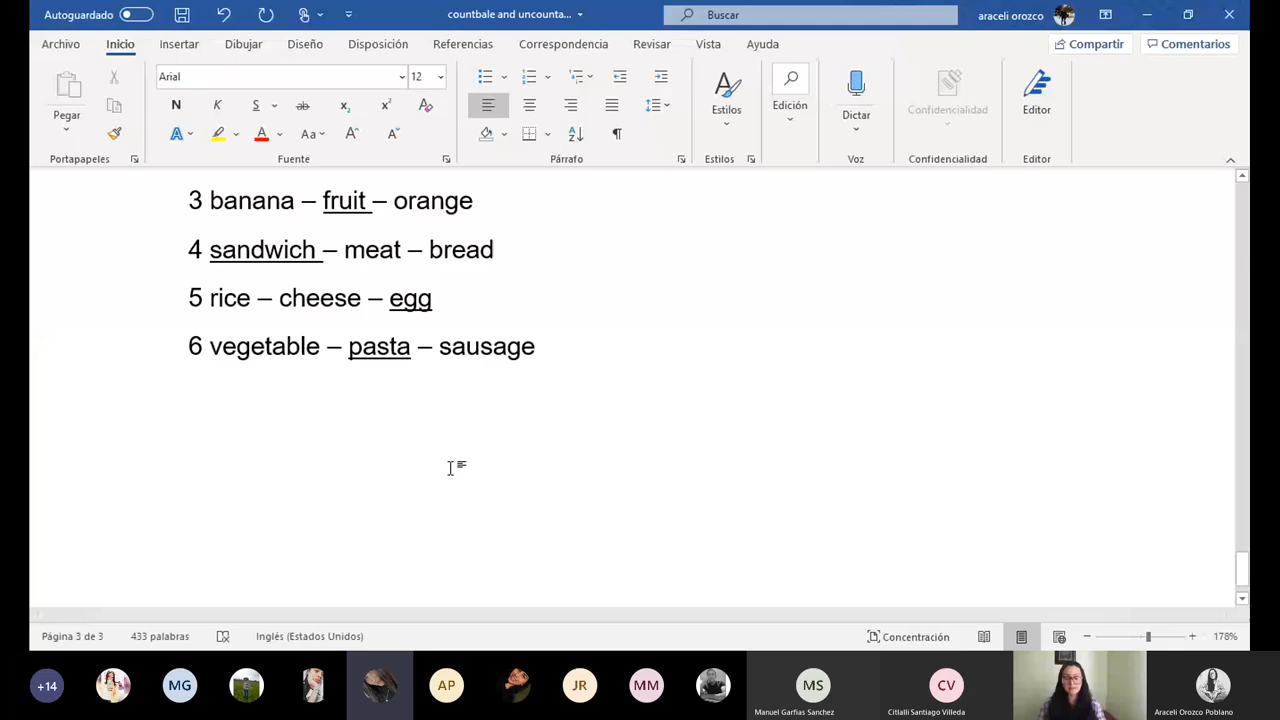 Autoguardado
countbale and uncounta...
Buscar
araceli orozco
Archivo
Inicio
Insertar
Dibujar
Diseño
Disposición
Referencias
Correspondencia
Revisar
Vista
Ayuda
Compartir
Comentarios
Pegar
Arial
12
N K S ab x₂ x²
A A Aa A A
Estilos
Edición
Dictar
Confidencialidad
Editor
Portapapeles
Fuente
Párrafo
Estilos
Voz
Confidencialidad
Editor
3 banana – fruit – orange
4 sandwich – meat – bread
5 rice – cheese – egg
6 vegetable – pasta – sausage
Página 3 de 3
433 palabras
Inglés (Estados Unidos)
Concentración
178%
+14
MG
AP
JR
MM
MS
Manuel Garfias Sanchez
CV
Citlalli Santiago Villeda
Araceli Orozco Poblano